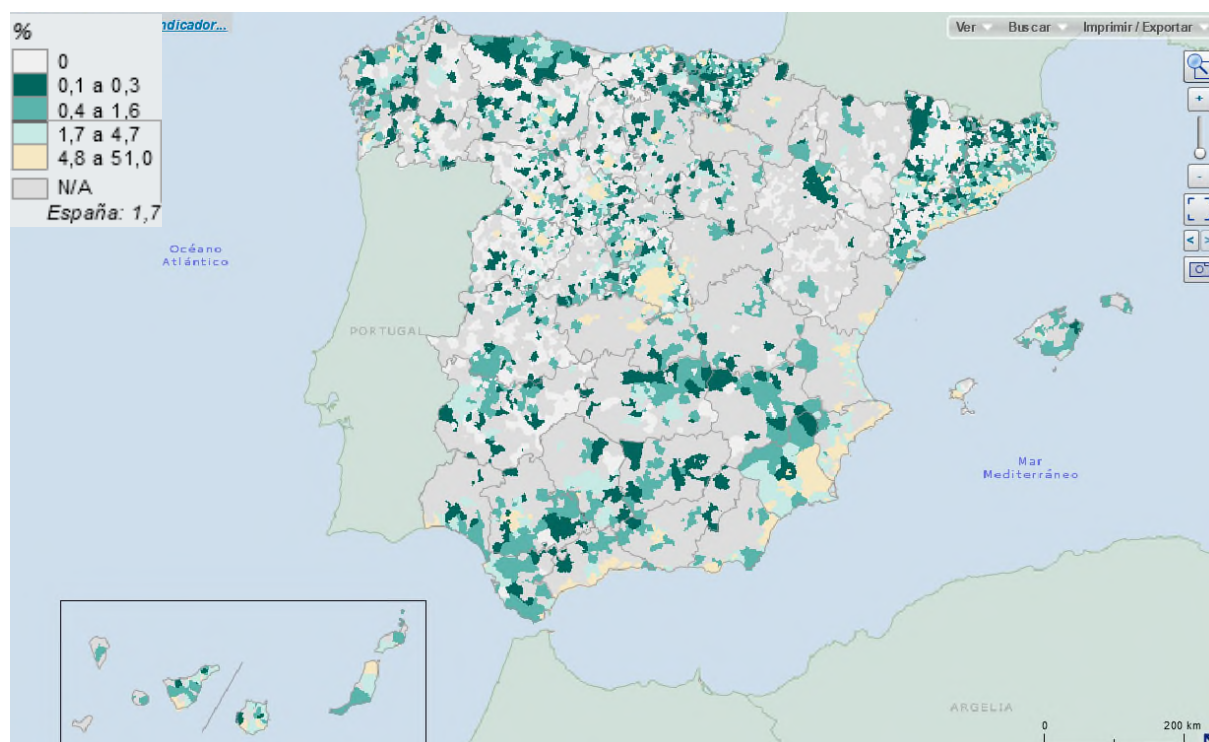 %
indicador...
Ver
Buscar
Imprimir / Exportar
0
0,1 a 0,3
0,4 a 1,6
1,7 a 4,7
4,8 a 51,0
N/A
España: 1,7
+
-
< >
Océano
Atlántico
PORTUGAL
Mar
Mediterráneo
ARGELIA
0
200 km